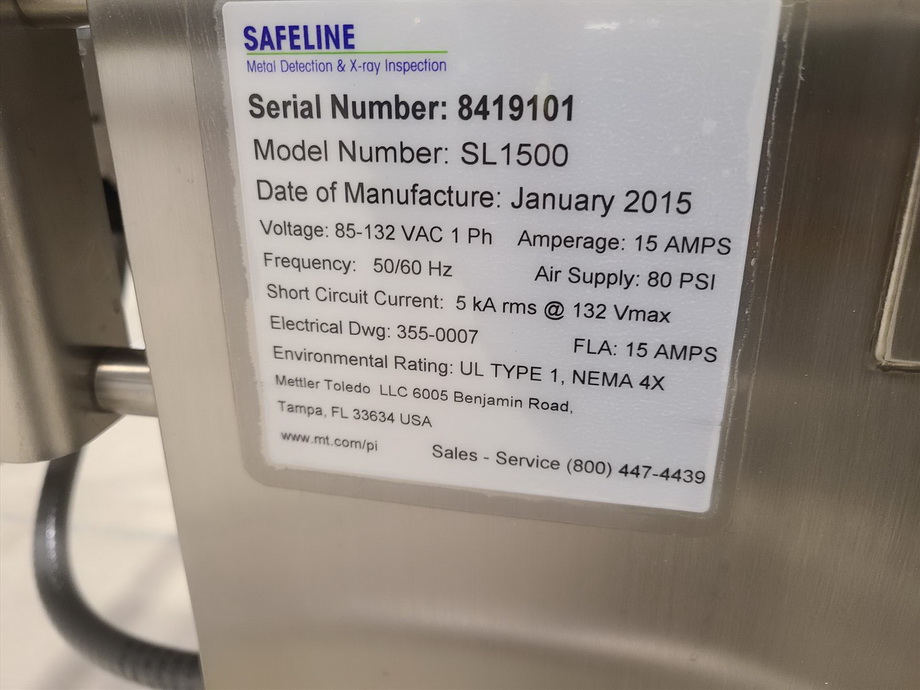 SAFELINE
Metal Detection & X-ray Inspection
Serial Number: 8419101
Model Number: SL1500
Date of Manufacture: January 2015
Voltage: 85-132 VAC 1 Ph Amperage: 15 AMPS
Frequency: 50/60 Hz Air Supply: 80 PSI
Short Circuit Current: 5 kA rms @ 132 Vmax
Electrical Dwg: 355-0007 FLA: 15 AMPS
Environmental Rating: UL TYPE 1, NEMA 4X
Mettler Toledo LLC 6005 Benjamin Road,
Tampa, FL 33634 USA
www.mt.com/pi Sales - Service (800) 447-4439